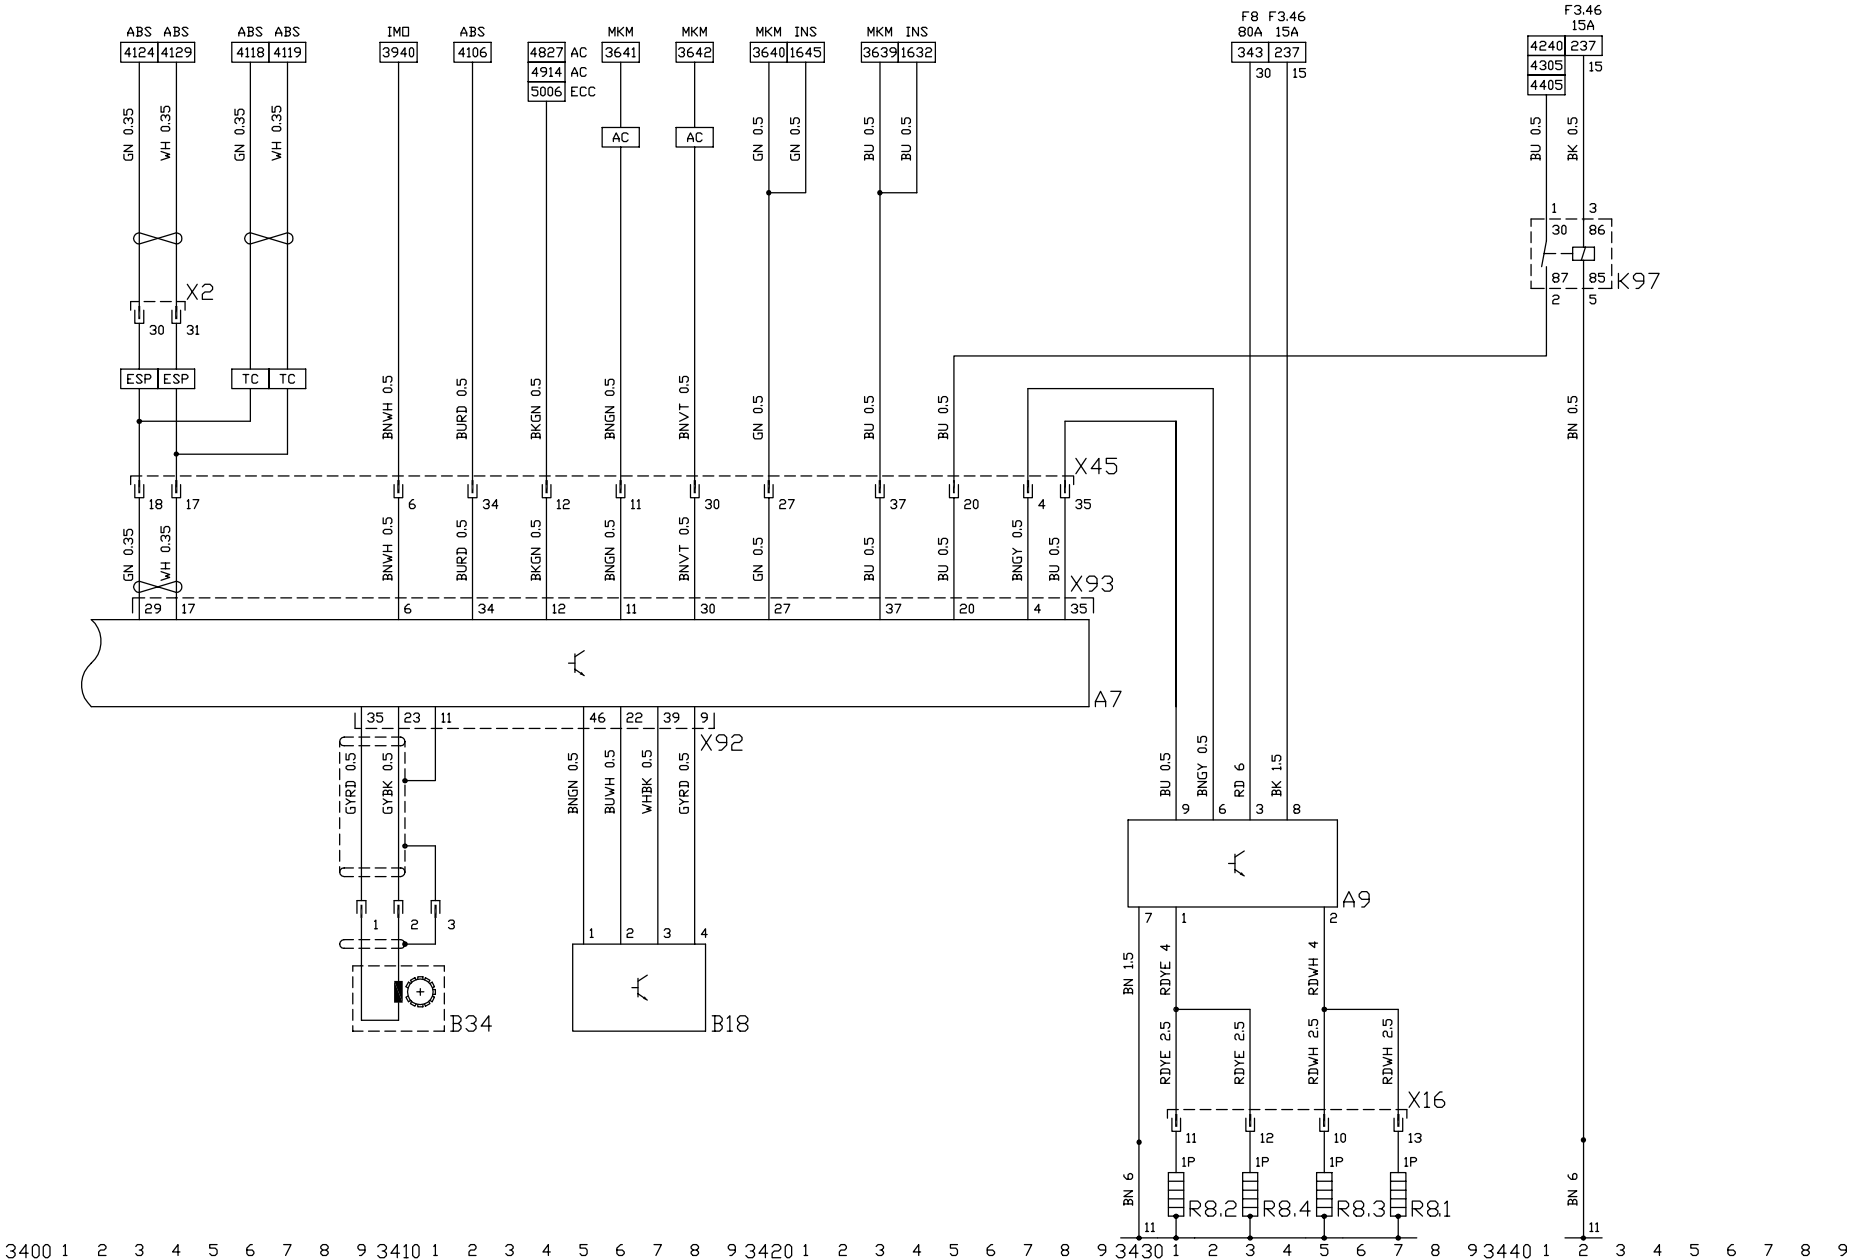 F8 F3.46
80A 15A
F3.46
15A
ABS ABS ABS ABS IMO ABS MKM MKM MKM INS MKM INS
4124 4129 4118 4119 3940 4106 4827 AC 3641 3642 3640 1645 3639 1632 343 237 4240 237
4914 AC 30 15 4305 15
5006 ECC 4405
GN 0.35 WH 0.35 GN 0.35 WH 0.35 AC AC GN 0.5 GN 0.5 BU 0.5 BU 0.5 BU 0.5 BK 0.5
1 3
30 86
87 85 K97
2 5
X2
30 31
ESP ESP TC TC
BNWH 0.5 BURD 0.5 BKGN 0.5 BNGN 0.5 BNVT 0.5 GN 0.5 BU 0.5 BU 0.5 BN 0.5
X45
18 17 6 34 12 11 30 27 37 20 4 35
GN 0.35 WH 0.35 BNWH 0.5 BURD 0.5 BKGN 0.5 BNGN 0.5 BNVT 0.5 GN 0.5 BU 0.5 BU 0.5 BNGY 0.5 BU 0.5
X93
29 17 6 34 12 11 30 27 37 20 4 35
A7
35 23 11 46 22 39 9
X92
GYRD 0.5 GYBK 0.5 BNGN 0.5 BUWH 0.5 WHBK 0.5 GYRD 0.5 BU 0.5 BNGY 0.5 RD 6 BK 1.5
9 6 3 8
A9
7 1 2
1 2 3
1 2 3 4
BN 1.5 RDYE 4 RDWH 4
B34 B18
RDYE 2.5 RDYE 2.5 RDWH 2.5 RDWH 2.5
X16
11 12 10 13
1P 1P 1P 1P
BN 6 R8.2 R8.4 R8.3 R8.1 BN 6
11 11
3400 1 2 3 4 5 6 7 8 9 3410 1 2 3 4 5 6 7 8 9 3420 1 2 3 4 5 6 7 8 9 3430 1 2 3 4 5 6 7 8 9 3440 1 2 3 4 5 6 7 8 9